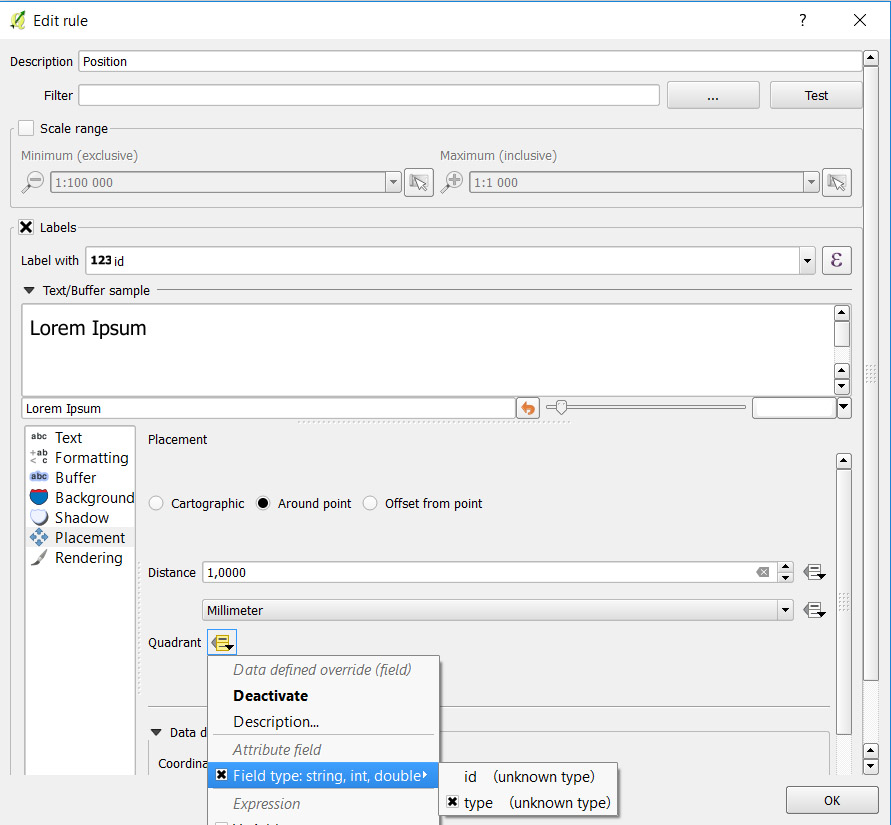 Edit rule ?
Description Position
Filter ... Test
Scale range
Minimum (exclusive) Maximum (inclusive)
1:100 000 1:1 000
Labels
Label with 123 id ε
Text/Buffer sample
Lorem Ipsum
Lorem Ipsum
Placement
abc Text
+ab < c Formatting
abc Buffer
Background
Shadow
Placement
Rendering
Cartographic Around point Offset from point
Distance 1,0000
Millimeter
Quadrant
Data defined override (field)
Deactivate
Description...
Data d
Attribute field
Coordina
Field type: string, int, double
id (unknown type)
type (unknown type)
Expression
OK